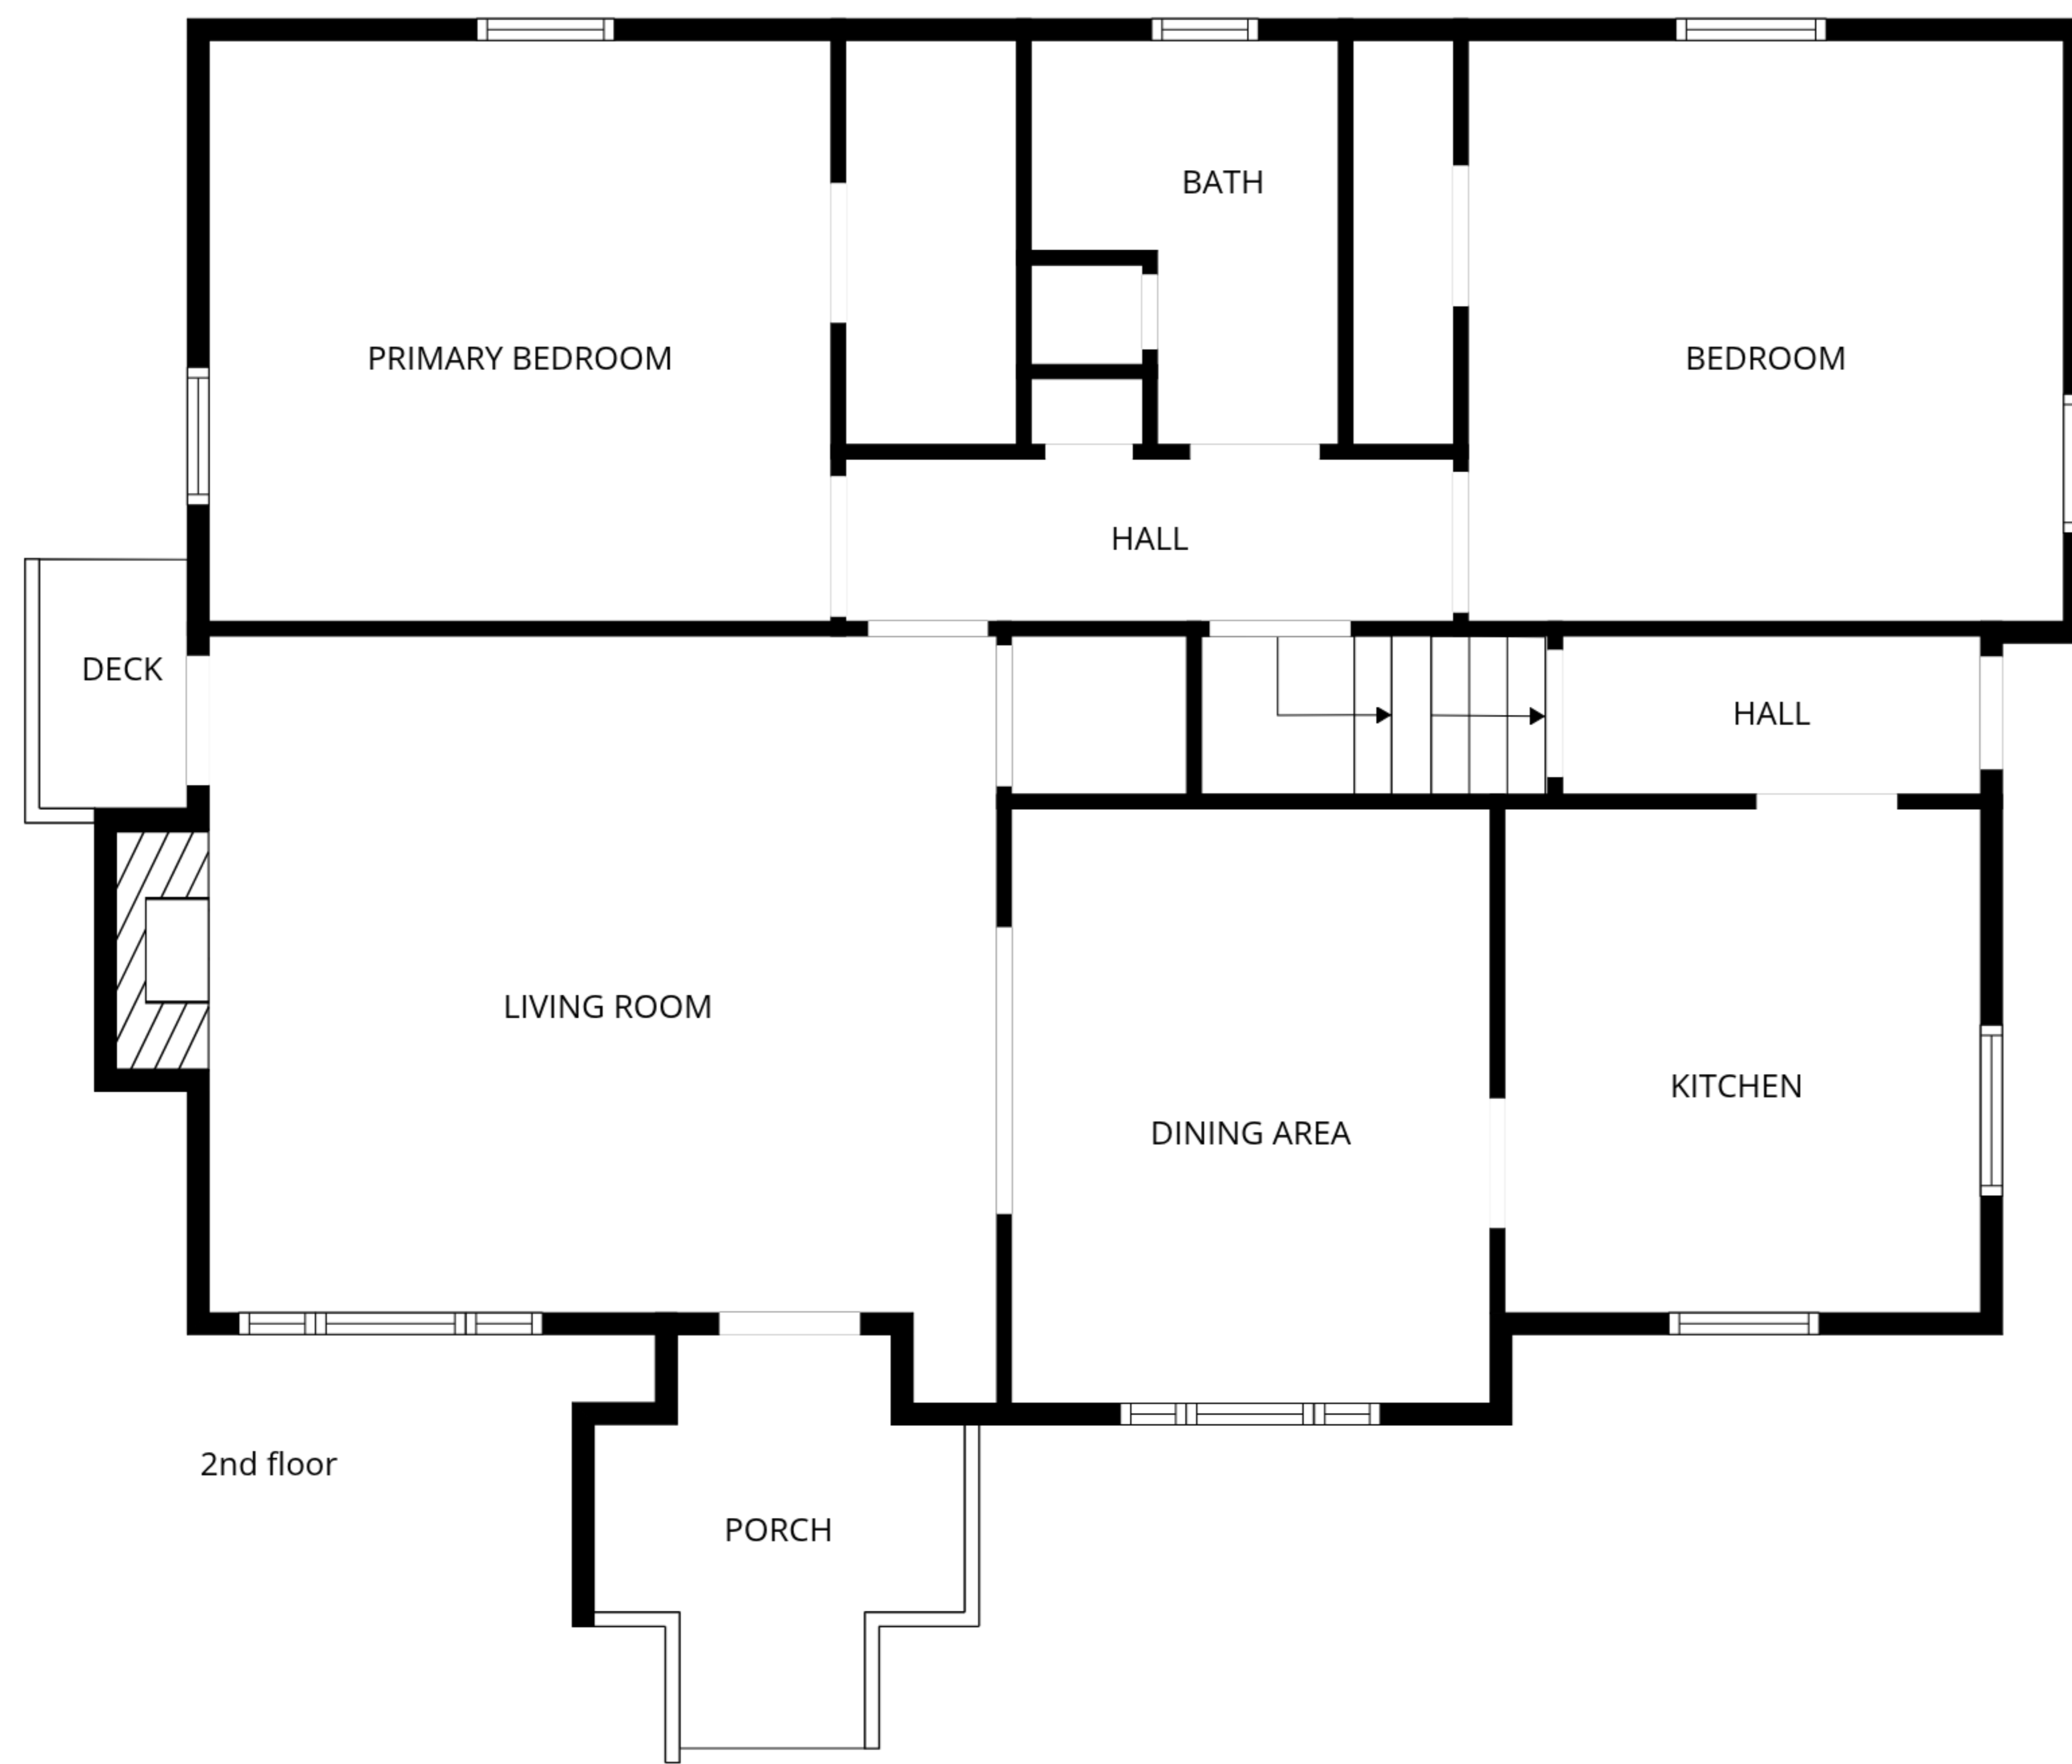 BATH
PRIMARY BEDROOM
BEDROOM
HALL
DECK
HALL
LIVING ROOM
KITCHEN
DINING AREA
2nd floor
PORCH